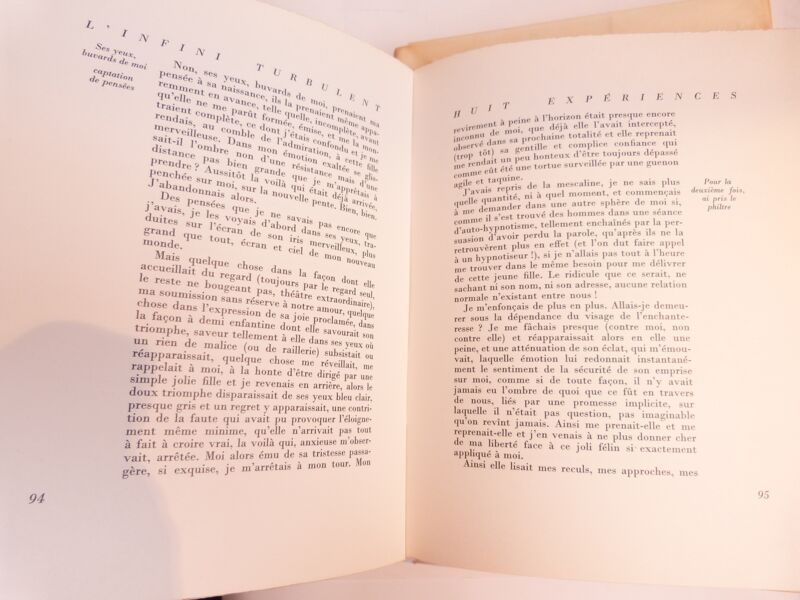 L'INFINI TURBULENT
Ses yeux,
buvards de moi
captation
de pensées
Non, ses yeux, buvards de moi, prenaient ma
pensée à sa naissance, ils la prenaient même appa-
remment en avance, telle quelle, incomplète, avant
qu'elle ne me parût formée, émise, et me la mon-
traient complète, ce dont j'étais confondu et je me
rendais, au comble de l'admiration, à cette fille
merveilleuse. Dans mon émotion exaltée se glis-
sait-il l'ombre non d'une résistance mais d'une
distance pas bien grande que je m'apprêtais à
prendre ? Aussitôt la voilà qui était déjà arrivée,
penchée sur moi, sur la nouvelle pente. Bien, bien.
J'abandonnais alors.
Des pensées que je ne savais pas encore que
j'avais, je les voyais d'abord dans ses yeux, tra-
duites sur l'écran de son iris merveilleux, plus
grand que tout, écran et ciel de mon nouveau
monde.
Mais quelque chose dans la façon dont elle
accueillait du regard (toujours par le regard seul,
le reste ne bougeant pas, théâtre extraordinaire),
ma soumission sans réserve à notre amour, quelque
chose dans l'expression de sa joie proclamée, dans
la façon à demi enfantine dont elle savourait son
triomphe, saveur tellement à elle dans ses yeux où
un rien de malice (ou de raillerie) subsistait ou
réapparaissait, quelque chose me réveillait, me
rappelait à moi, à la honte d'être dirigé par une
simple jolie fille et je revenais en arrière, alors le
doux triomphe disparaissait de ses yeux bleu clair,
presque gris et un regret y apparaissait, une contri-
tion de la faute qui avait pu provoquer l'éloigne-
ment même minime, qu'elle n'arrivait pas tout
à fait à croire vrai, la voilà qui, anxieuse m'obser-
vait, arrêtée. Moi alors ému de sa tristesse passa-
gère, si exquise, je m'arrêtais à mon tour. Mon
94
HUIT EXPÉRIENCES
revirement à peine à l'horizon était presque encore
inconnu de moi, que déjà elle l'avait intercepté,
observé dans sa prochaine totalité et elle reprenait
(trop tôt) sa gentille et complice confiance qui
me rendait un peu honteux d'être toujours dépassé
comme eût été une tortue surveillée par une guenon
agile et taquine.
J'avais repris de la mescaline, je ne sais plus
quelle quantité, ni à quel moment, et commençais
à me demander dans une autre sphère de moi si,
comme il s'est trouvé des hommes dans une séance
d'auto-hypnotisme, tellement enchaînés par la per-
suasion d'avoir perdu la parole, qu'après ils ne la
retrouvèrent plus en effet (et l'on dut faire appel
à un hypnotiseur !), si je n'allais pas tout à l'heure
me trouver dans le même besoin pour me délivrer
de cette jeune fille. Le ridicule que ce serait, ne
sachant ni son nom, ni son adresse, aucune relation
normale n'existant entre nous !
Je m'enfonçais de plus en plus. Allais-je demeu-
rer sous la dépendance du visage de l'enchante-
resse ? Je me fâchais presque (contre moi, non
contre elle) et réapparaissait alors en elle une
peine, et une atténuation de son éclat, qui m'émou-
vait, laquelle émotion lui redonnait instantané-
ment le sentiment de la sécurité de son emprise
sur moi, comme si de toute façon, il n'y avait
jamais eu l'ombre de quoi que ce fût en travers
de nous, liés par une promesse implicite, sur
laquelle il n'était pas question, pas imaginable
qu'on revint jamais. Ainsi me prenait-elle et me
reprenait-elle et j'en venais à ne plus donner cher
de ma liberté face à ce joli félin si exactement
appliqué à moi.
Ainsi elle lisait mes reculs, mes approches, mes
Pour la
deuxième fois,
ai pris le
philtre
95